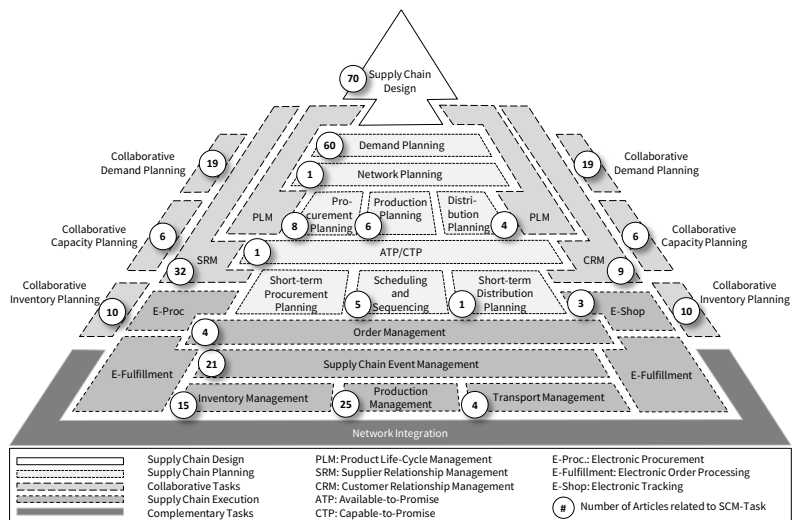 70
Supply Chain
Design
60
Demand Planning
1
Network Planning
Collaborative
Demand Planning
19
19
Collaborative
Demand Planning
PLM
Pro-
curement
Planning
8
Production
Planning
6
Distri-
bution
Planning
4
PLM
Collaborative
Capacity Planning
6
6
Collaborative
Capacity Planning
SRM
32
1
ATP/CTP
CRM
9
Collaborative
Inventory Planning
10
E-Proc
Short-term
Procurement
Planning
5
Scheduling
and
Sequencing
1
Short-term
Distribution
Planning
3
E-Shop
10
Collaborative
Inventory Planning
4
Order Management
E-Fulfillment
21
Supply Chain Event Management
E-Fulfillment
15
Inventory Management
25
Production
Management
4
Transport Management
Network Integration
Supply Chain Design
Supply Chain Planning
Collaborative Tasks
Supply Chain Execution
Complementary Tasks
PLM: Product Life-Cycle Management
SRM: Supplier Relationship Management
CRM: Customer Relationship Management
ATP: Available-to-Promise
CTP: Capable-to-Promise
E-Proc.: Electronic Procurement
E-Fulfillment: Electronic Order Processing
E-Shop: Electronic Tracking
# Number of Articles related to SCM-Task